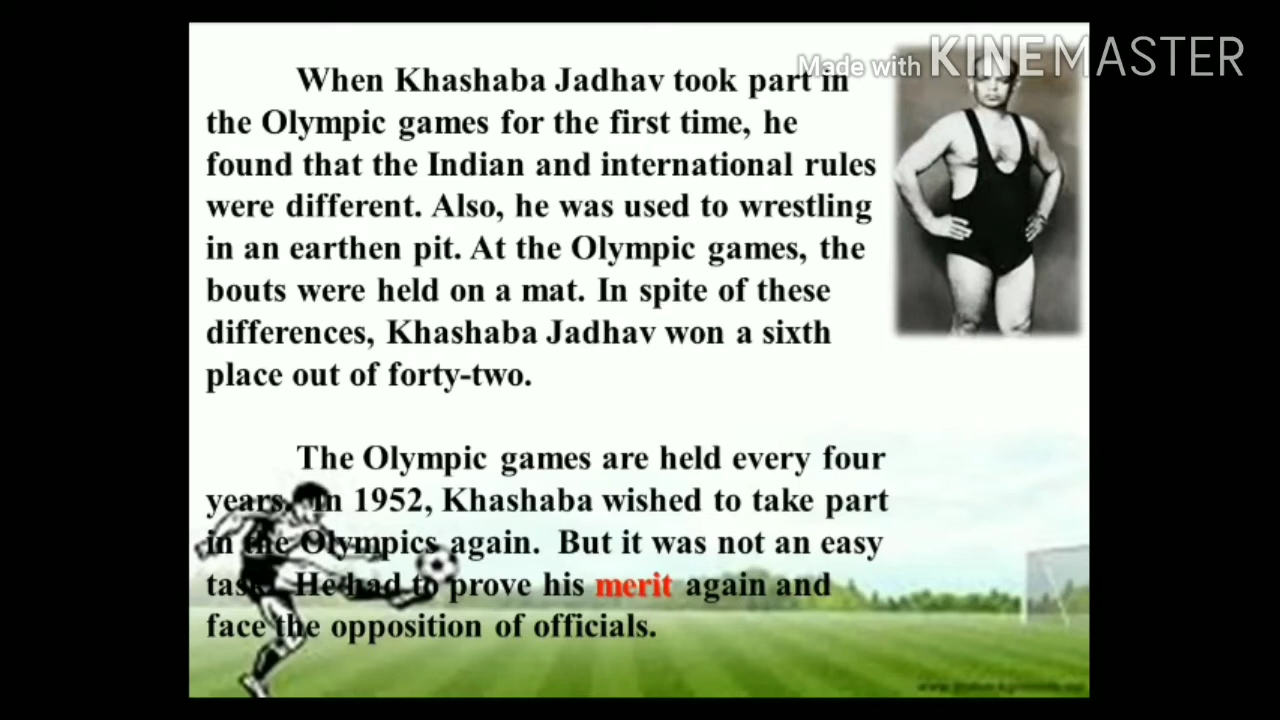 Made with KINEMASTER
When Khashaba Jadhav took part in
the Olympic games for the first time, he
found that the Indian and international rules
were different. Also, he was used to wrestling
in an earthen pit. At the Olympic games, the
bouts were held on a mat. In spite of these
differences, Khashaba Jadhav won a sixth
place out of forty-two.
The Olympic games are held every four
years. In 1952, Khashaba wished to take part
in the Olympics again. But it was not an easy
task. He had to prove his merit again and
face the opposition of officials.